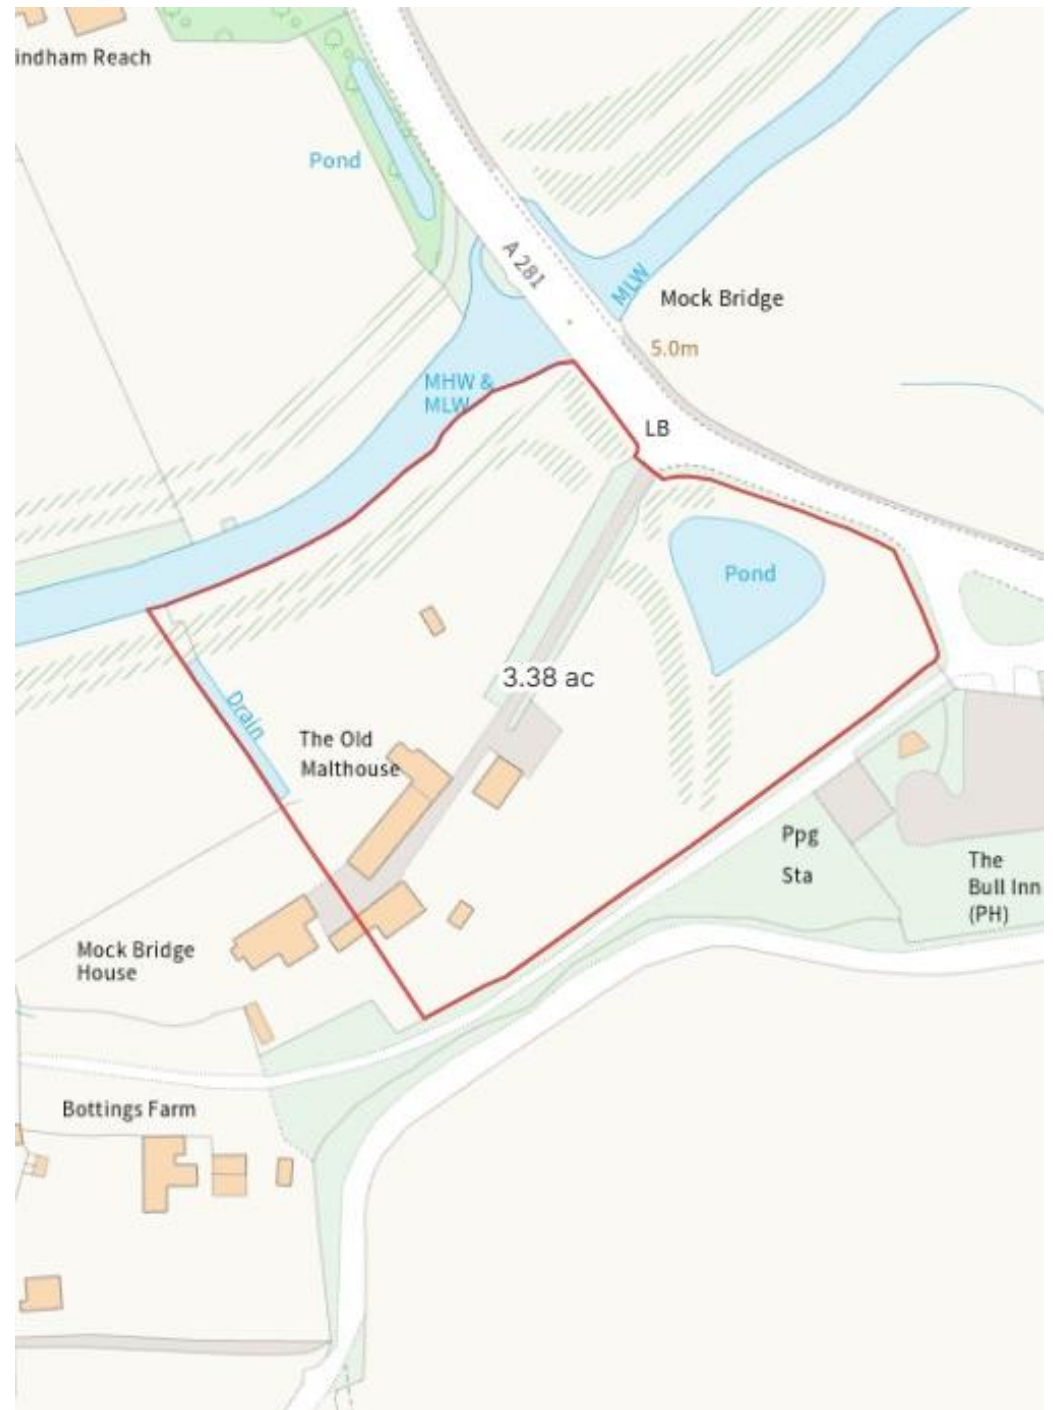 indham Reach
Pond
A 281
MLW
Mock Bridge
5.0m
MHW &
MLW
LB
Pond
3.38 ac
Drain
The Old
Malthouse
Ppg
Sta
The
Bull Inn
(PH)
Mock Bridge
House
Bottings Farm